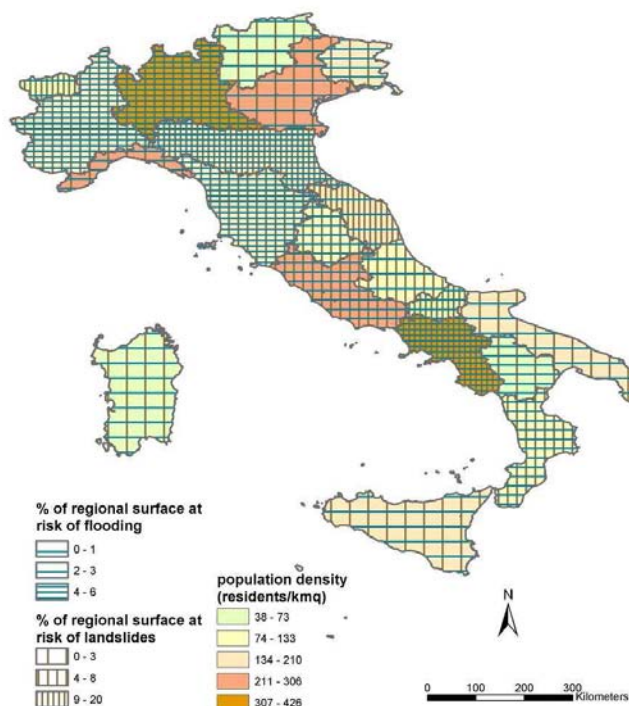 % of regional surface at
risk of flooding
0 - 1
2 - 3
4 - 6
% of regional surface at
risk of landslides
0 - 3
4 - 8
9 - 20
population density
(residents/kmq)
38 - 73
74 - 133
134 - 210
211 - 306
307 - 426
N
0 100 200 300
Kilometers